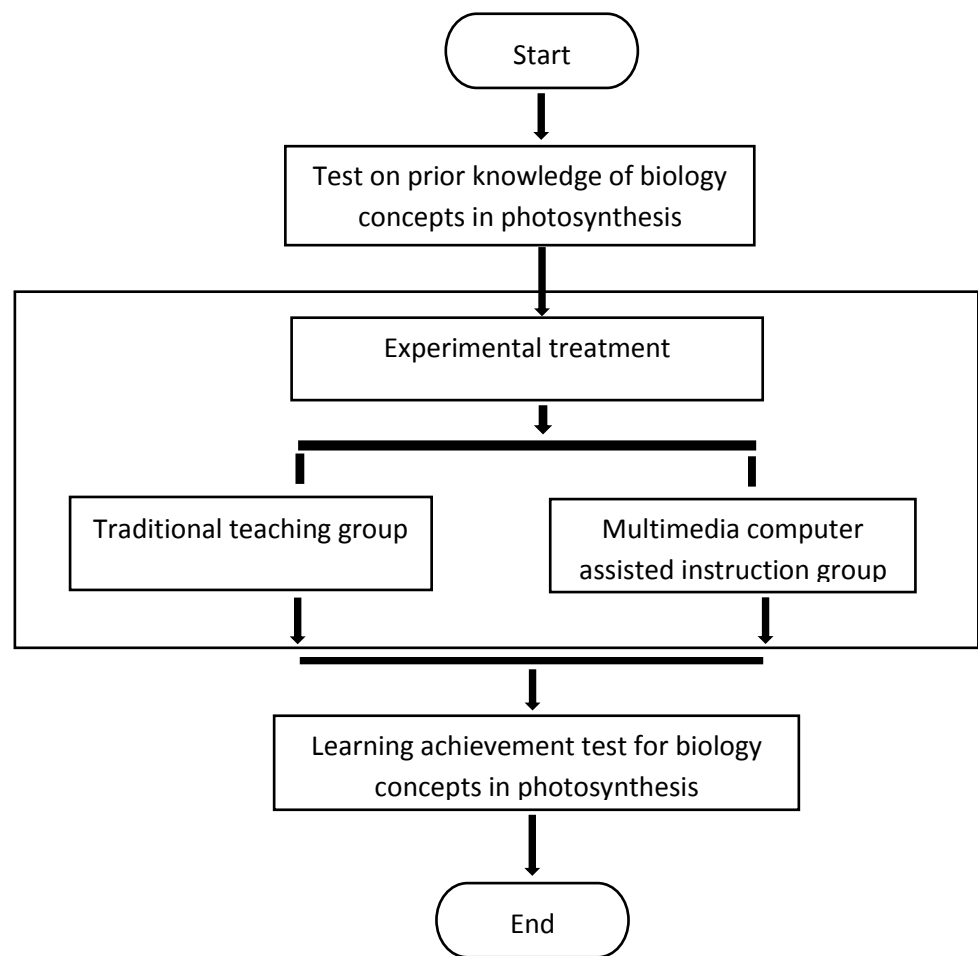 Start
Test on prior knowledge of biology
concepts in photosynthesis
Experimental treatment
Traditional teaching group
Multimedia computer
assisted instruction group
Learning achievement test for biology
concepts in photosynthesis
End